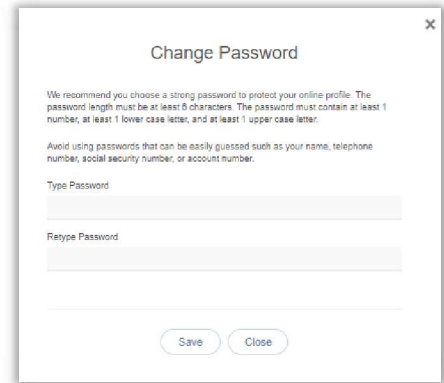 Change Password
We recommend you choose a strong password to protect your online profile. The
password length must be at least 8 characters. The password must contain at least 1
number, at least 1 lower case letter, and at least 1 upper case letter.
Avoid using passwords that can be easily guessed such as your name, telephone
number, social security number, or account number.
Type Password
Retype Password
Save Close